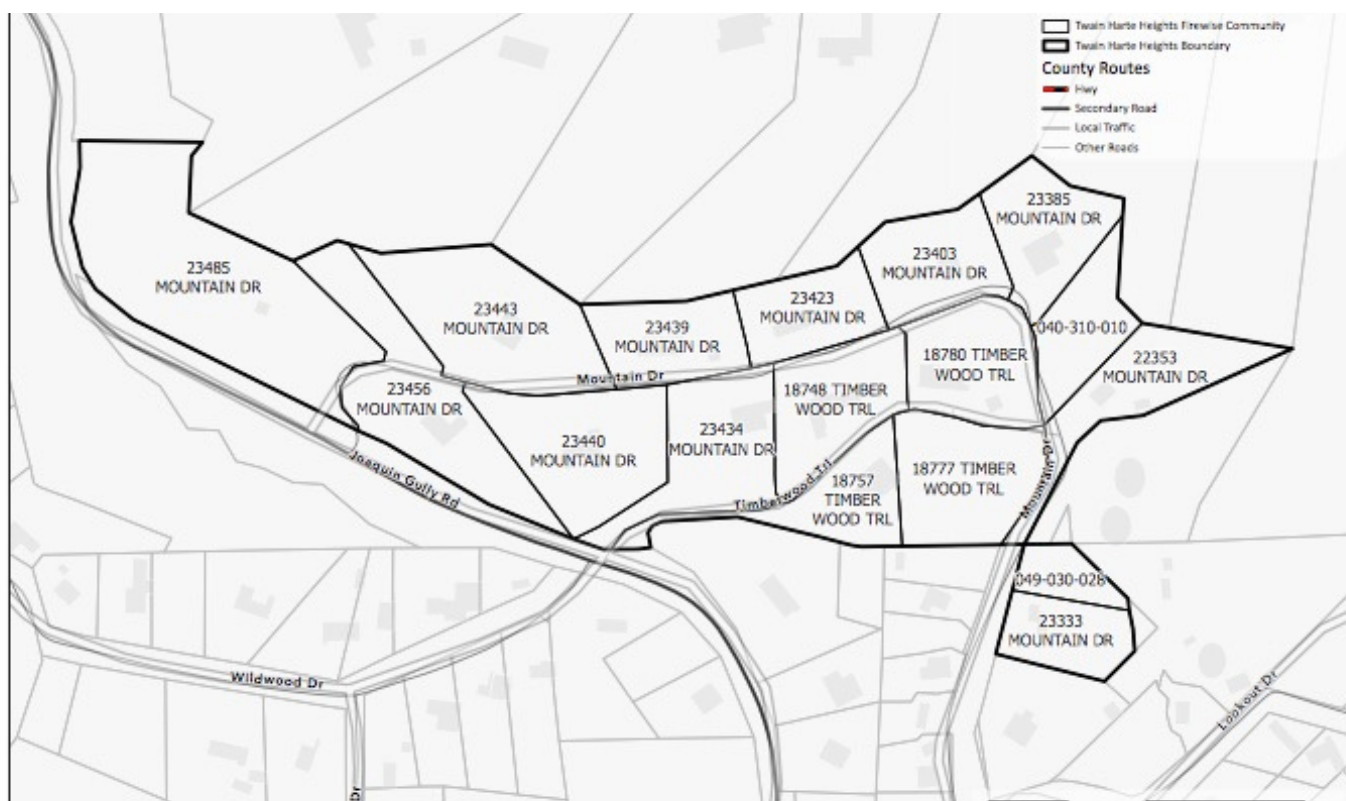 Twain Harte Heights Firewise Community
Twain Harte Heights Boundary
County Routes
Hwy
Secondary Road
Local Traffic
Other Roads
23385
MOUNTAIN DR
23403
MOUNTAIN DR
23485
MOUNTAIN DR
23423
MOUNTAIN DR
23443
MOUNTAIN DR
23439
MOUNTAIN DR
040-310-010
22353
MOUNTAIN DR
18780 TIMBER
WOOD TRL
Mountain Dr
23456
MOUNTAIN DR
18748 TIMBER
WOOD TRL
23434
MOUNTAIN DR
23440
MOUNTAIN DR
Joaquin Gully Rd
Timberwood Trl
18757
TIMBER
WOOD TRL
18777 TIMBER
WOOD TRL
Mountain Dr
049-030-028
23333
MOUNTAIN DR
Wildwood Dr
Lookout Dr
Dr